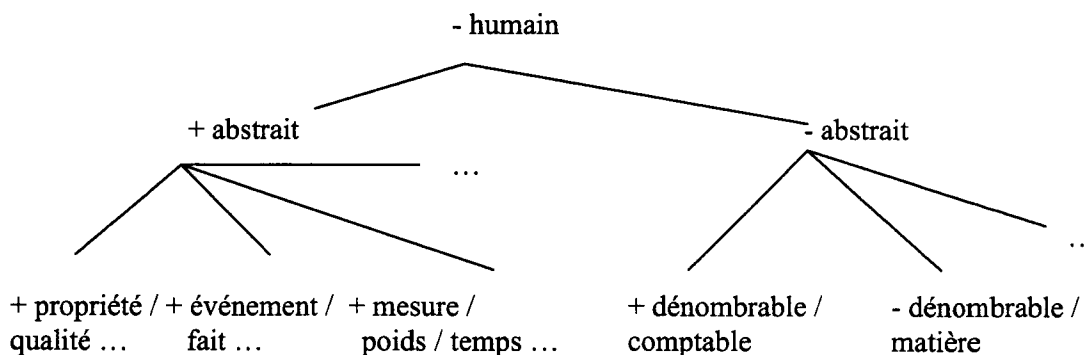 - humain
+ abstrait
- abstrait
...
..
+ propriété / + événement / + mesure / + dénombrable / - dénombrable /
qualité ... fait ... poids / temps ... comptable matière